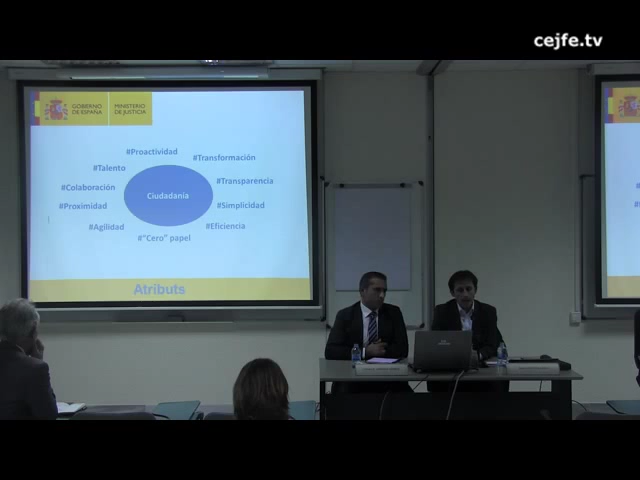 cejfe.tv
GOBIERNO DE ESPAÑA
MINISTERIO DE JUSTICIA
#Proactividad
#Transformación
#Talento
#Transparencia
#Colaboración
Ciudadanía
#Proximidad
#Simplicidad
#Agilidad
#Eficiencia
#"Cero" papel
Atributs